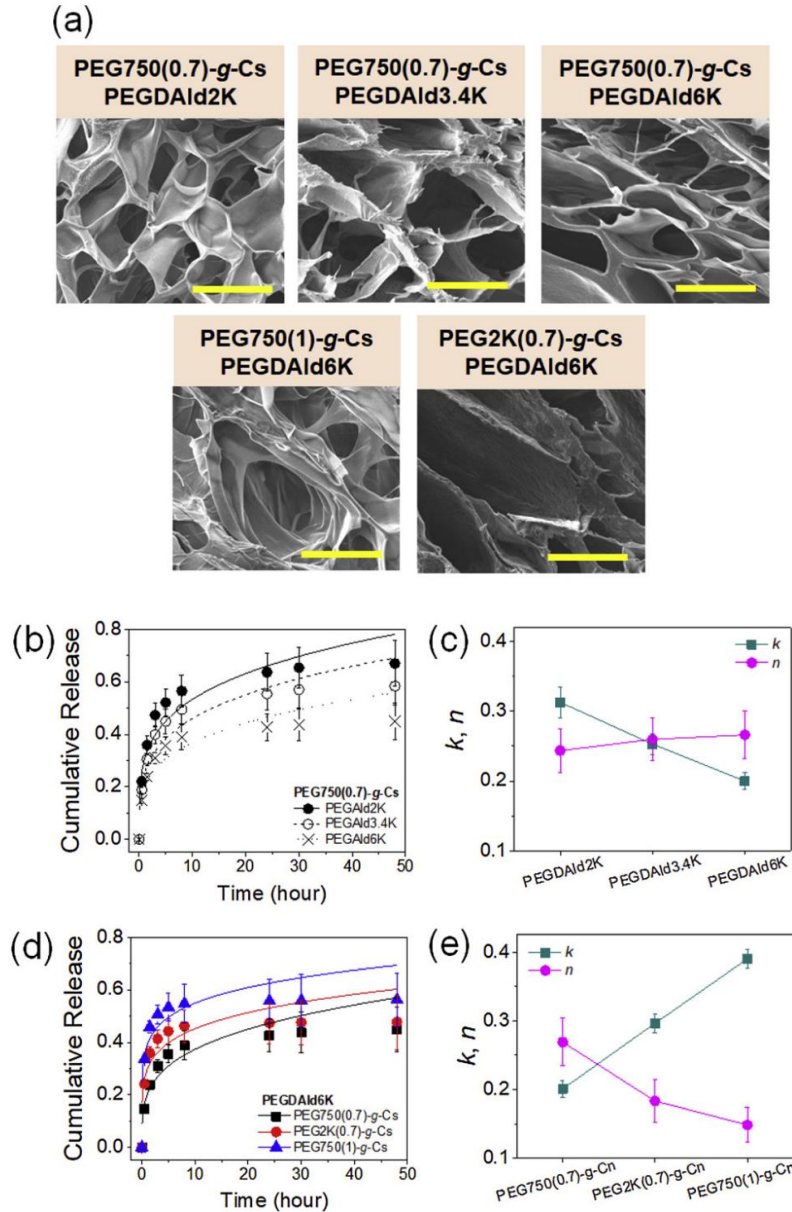 (a)
PEG750(0.7)-g-Cs
PEGDAld2K
PEG750(0.7)-g-Cs
PEGDAld3.4K
PEG750(0.7)-g-Cs
PEGDAld6K
PEG750(1)-g-Cs
PEGDAld6K
PEG2K(0.7)-g-Cs
PEGDAld6K
(b)
Cumulative Release
0.8
0.6
0.4
0.2
0.0
PEG750(0.7)-g-Cs
PEGAld2K
PEGAld3.4K
PEGAld6K
0 10 20 30 40 50
Time (hour)
(c)
k, n
0.4
0.3
0.2
0.1
k
n
PEGDAld2K
PEGDAld3.4K
PEGDAld6K
(d)
Cumulative Release
0.8
0.6
0.4
0.2
0.0
PEGDAld6K
PEG750(0.7)-g-Cs
PEG2K(0.7)-g-Cs
PEG750(1)-g-Cs
0 10 20 30 40 50
Time (hour)
(e)
k, n
0.4
0.3
0.2
0.1
k
n
PEG750(0.7)-g-Cn
PEG2K(0.7)-g-Cn
PEG750(1)-g-Cn